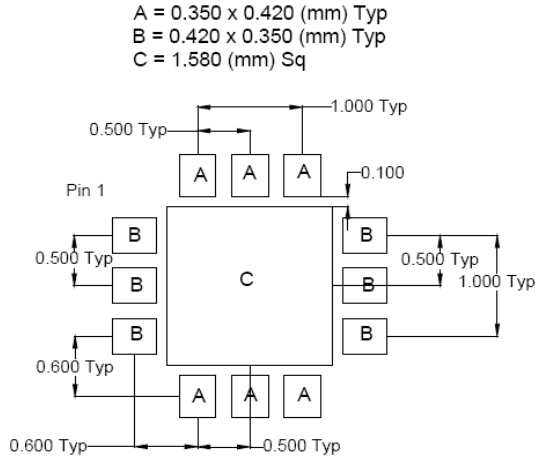 A = 0.350 x 0.420 (mm) Typ
B = 0.420 x 0.350 (mm) Typ
C = 1.580 (mm) Sq
1.000 Typ
0.500 Typ
A A A
0.100
Pin 1
B B
0.500 Typ
0.500 Typ
C
B B
1.000 Typ
B B
0.600 Typ
A A A
0.600 Typ
0.500 Typ